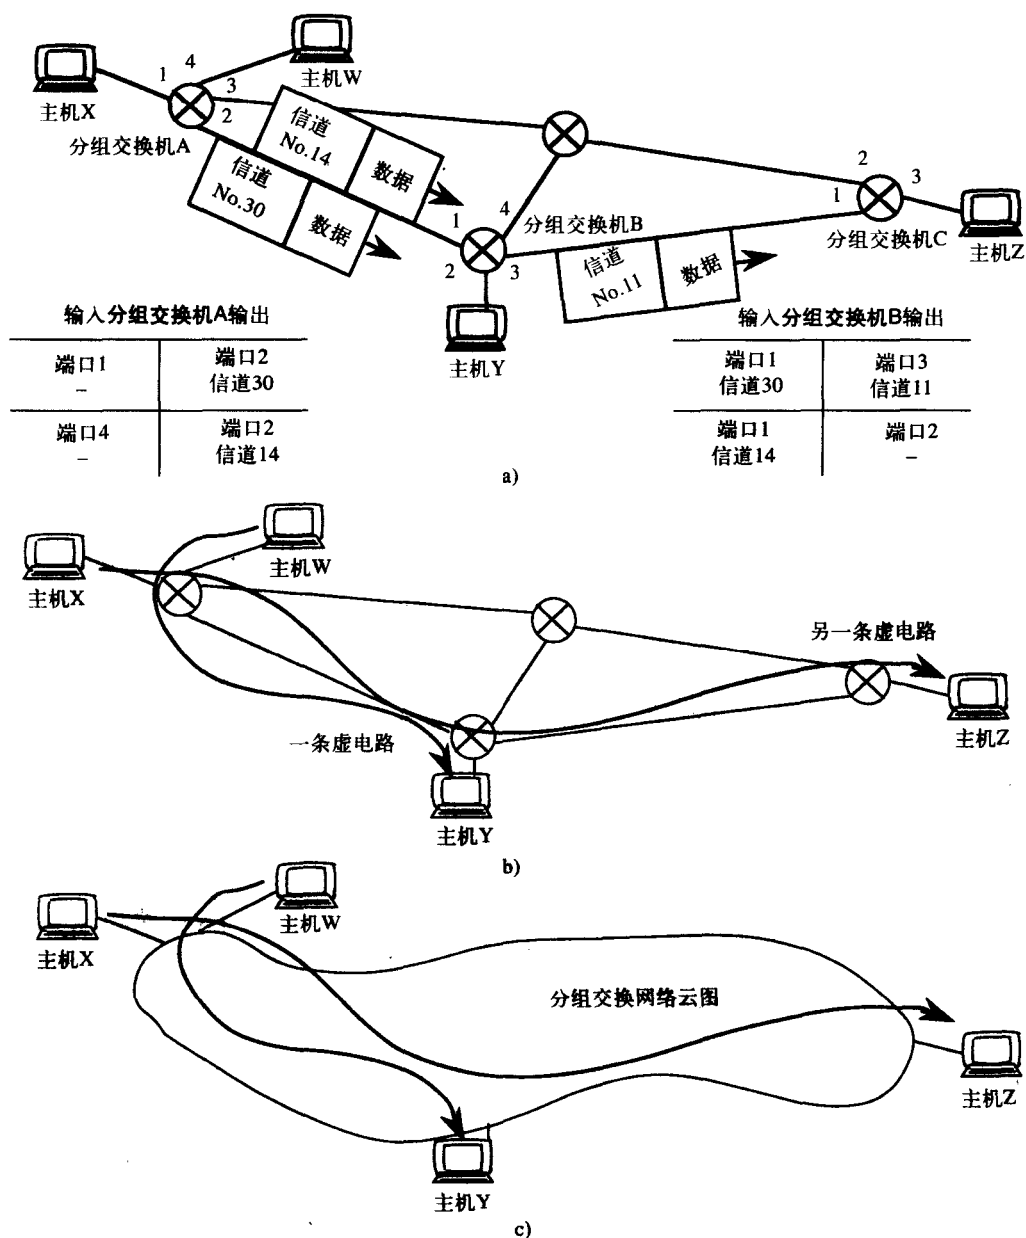 主机X
主机W
1
4
3
2
分组交换机A
信道
No.14
数据
信道
No.30
数据
1
4
2
3
分组交换机B
信道
No.11
数据
2
1
3
分组交换机C
主机Z
主机Y
输入分组交换机A输出
端口1
–
端口2
信道30
端口4
–
端口2
信道14
输入分组交换机B输出
端口1
信道30
端口3
信道11
端口1
信道14
端口2
–
a)
主机X
主机W
另一条虚电路
一条虚电路
主机Z
主机Y
b)
主机X
主机W
分组交换网络云图
主机Z
主机Y
c)